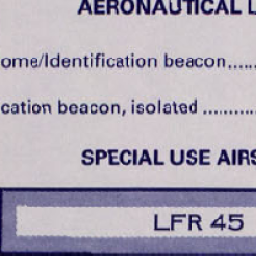 AERONAUTICAL L
ome/Identification beacon......
cation beacon, isolated ...........
SPECIAL USE AIRS
LFR 45